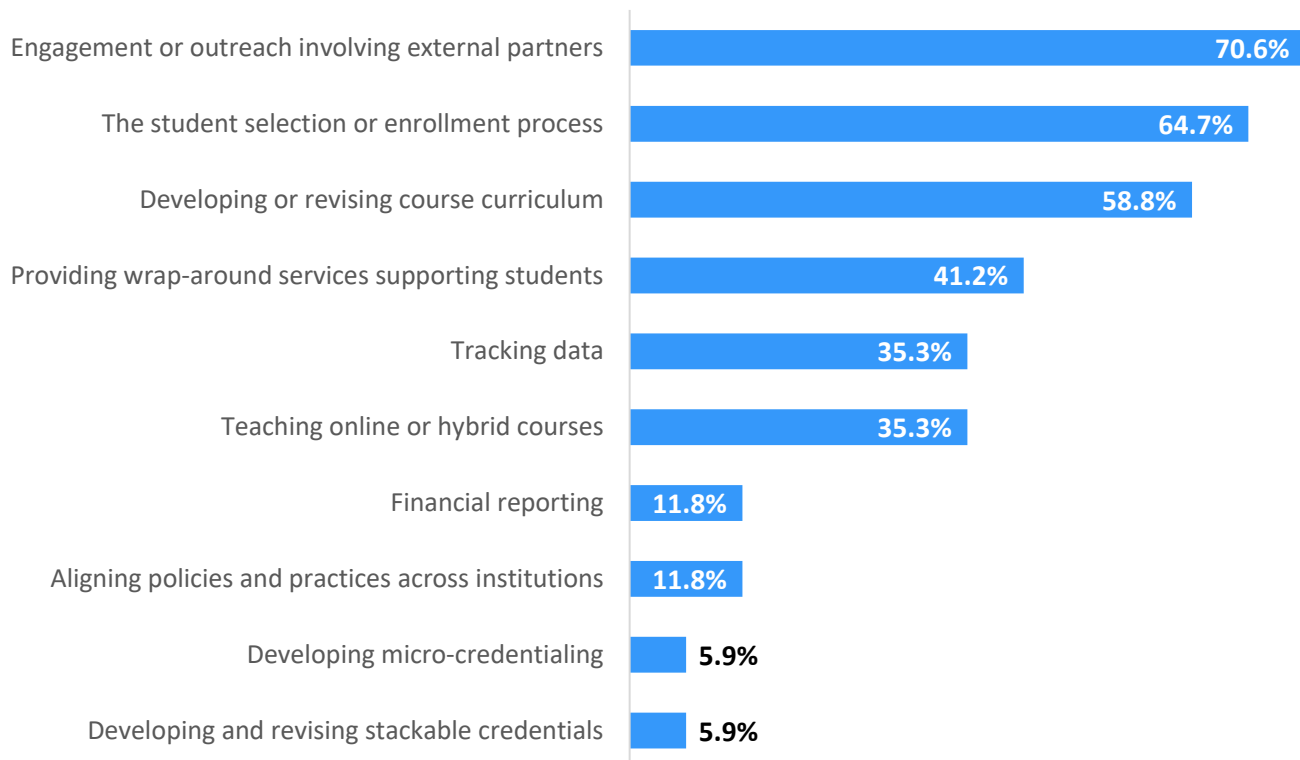 Engagement or outreach involving external partners 70.6%
The student selection or enrollment process 64.7%
Developing or revising course curriculum 58.8%
Providing wrap-around services supporting students 41.2%
Tracking data 35.3%
Teaching online or hybrid courses 35.3%
Financial reporting 11.8%
Aligning policies and practices across institutions 11.8%
Developing micro-credentialing 5.9%
Developing and revising stackable credentials 5.9%